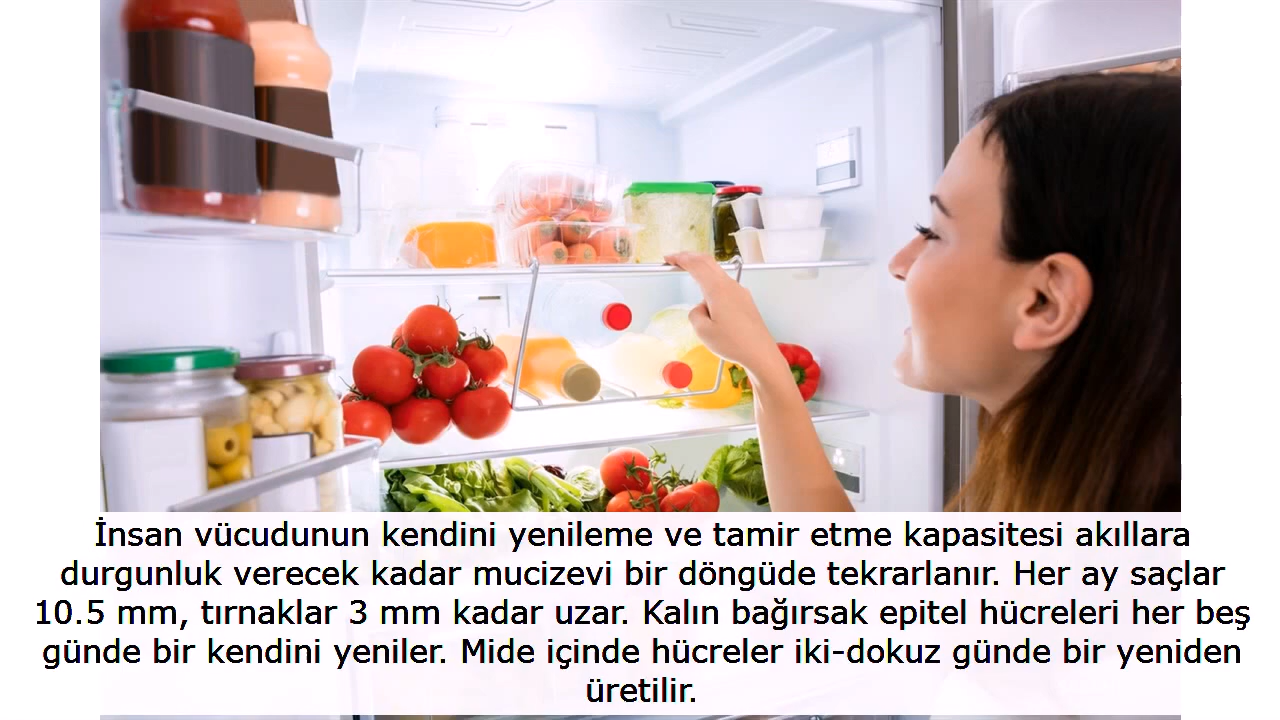 İnsan vücudunun kendini yenileme ve tamir etme kapasitesi akıllara
durgunluk verecek kadar mucizevi bir döngüde tekrarlanır. Her ay saçlar
10.5 mm, tırnaklar 3 mm kadar uzar. Kalın bağırsak epitel hücreleri her beş
günde bir kendini yeniler. Mide içinde hücreler iki-dokuz günde bir yeniden
üretilir.